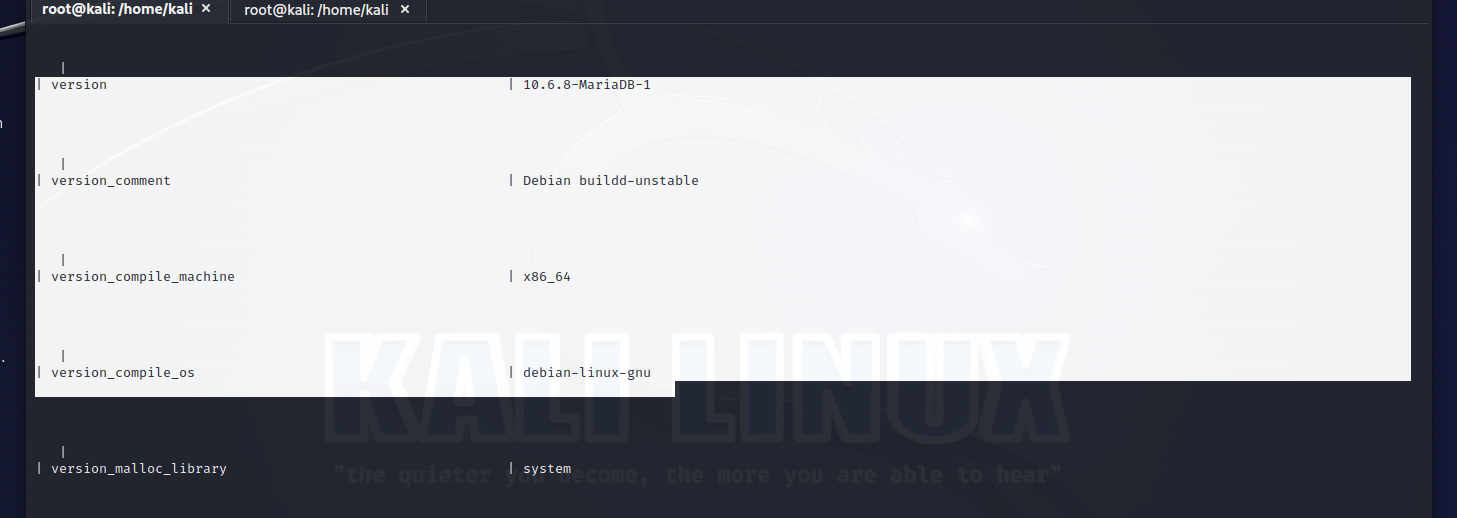 root@kali: /home/kali × root@kali: /home/kali ×
|
| version | 10.6.8-MariaDB-1
|
| version_comment | Debian buildd-unstable
|
| version_compile_machine | x86_64
|
| version_compile_os | debian-linux-gnu
KALI LINUX
|
| version_malloc_library | system
"the quieter you become, the more you are able to hear"